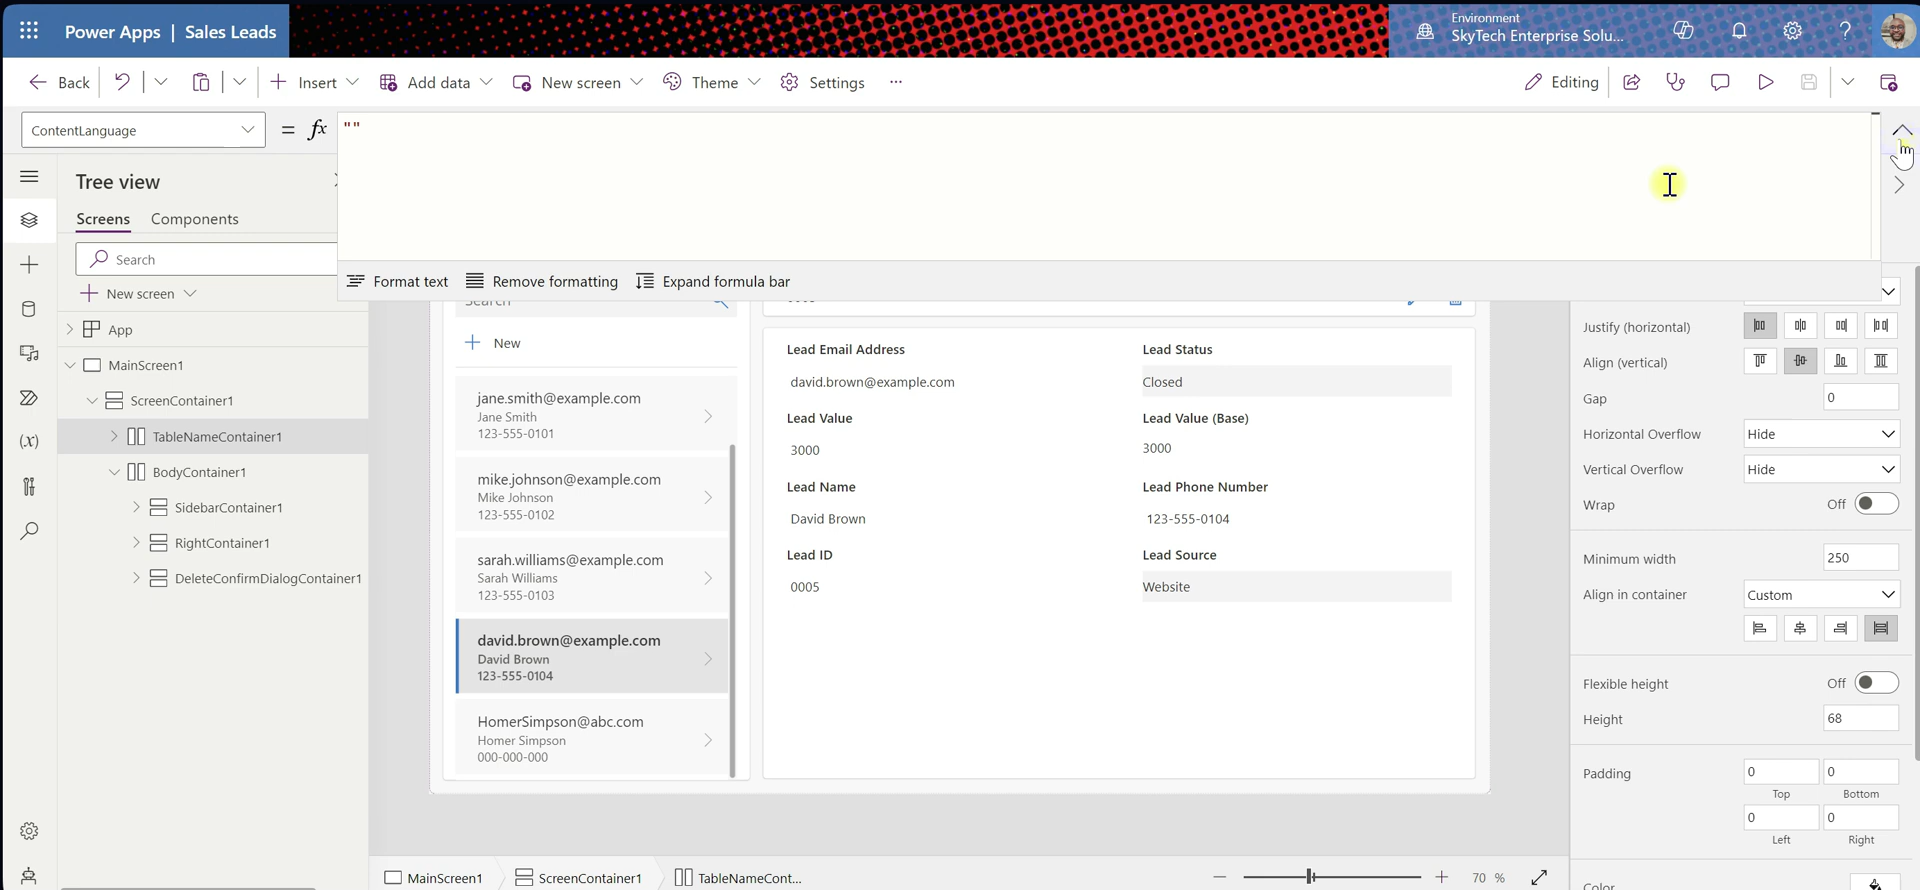 Power Apps | Sales Leads
Environment
SkyTech Enterprise Solu...
Back
Insert
Add data
New screen
Theme
Settings
...
Editing
ContentLanguage
= fx ""
Tree view
Screens
Components
Search
New screen
App
MainScreen1
ScreenContainer1
TableNameContainer1
BodyContainer1
SidebarContainer1
RightContainer1
DeleteConfirmDialogContainer1
Format text
Remove formatting
Expand formula bar
Search
New
jane.smith@example.com
Jane Smith
123-555-0101
mike.johnson@example.com
Mike Johnson
123-555-0102
sarah.williams@example.com
Sarah Williams
123-555-0103
david.brown@example.com
David Brown
123-555-0104
HomerSimpson@abc.com
Homer Simpson
000-000-000
Lead Email Address
david.brown@example.com
Lead Status
Closed
Lead Value
3000
Lead Value (Base)
3000
Lead Name
David Brown
Lead Phone Number
123-555-0104
Lead ID
0005
Lead Source
Website
Justify (horizontal)
Align (vertical)
Gap
0
Horizontal Overflow
Hide
Vertical Overflow
Hide
Wrap
Off
Minimum width
250
Align in container
Custom
Flexible height
Off
Height
68
Padding
0
0
Top
Bottom
0
0
Left
Right
Color
MainScreen1
ScreenContainer1
TableNameCont...
70 %